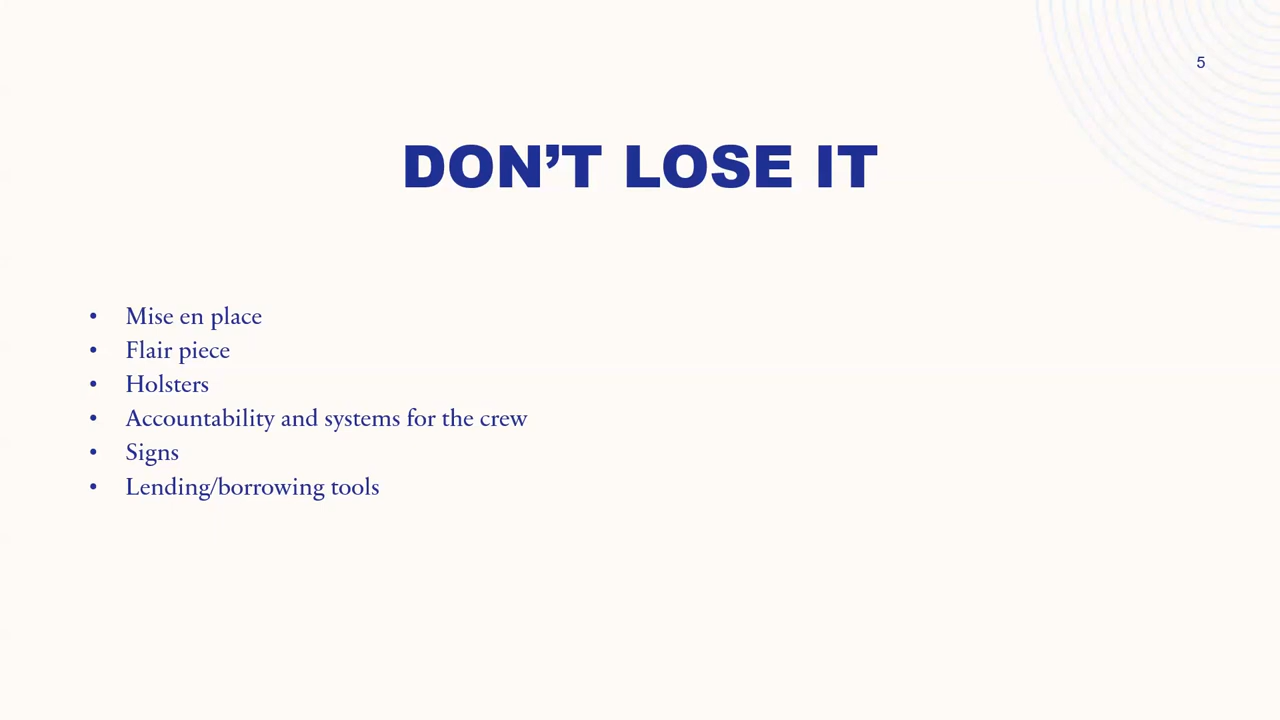 5
DON’T LOSE IT
• Mise en place
• Flair piece
• Holsters
• Accountability and systems for the crew
• Signs
• Lending/borrowing tools